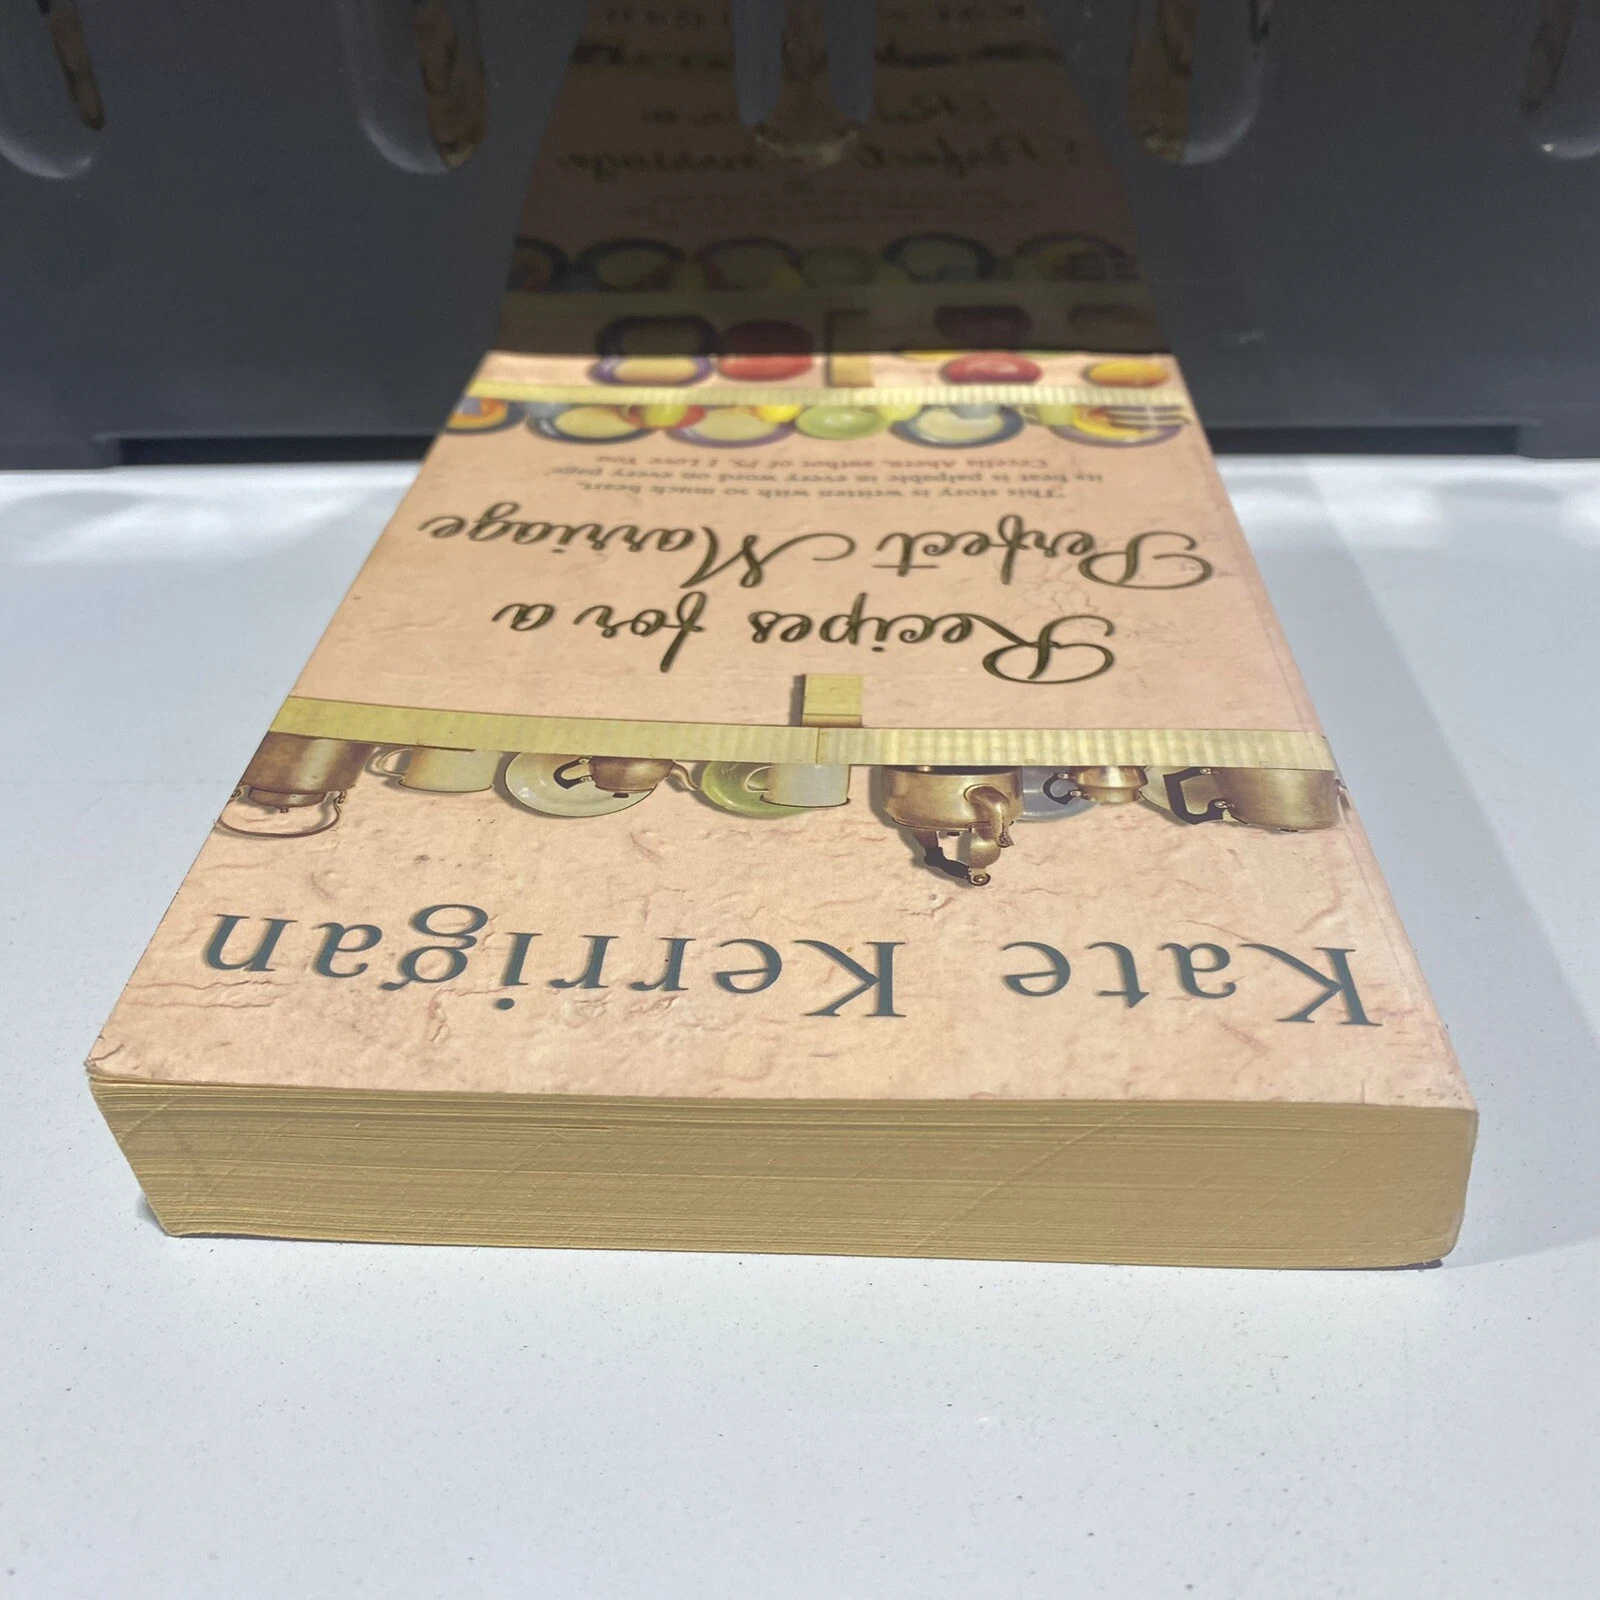 Kate Kerrigan
Recipes for a
Perfect Marriage
'This story is written with so much heart,
its beat is palpable in every word on every page'
Cecelia Ahern, author of PS, I Love You